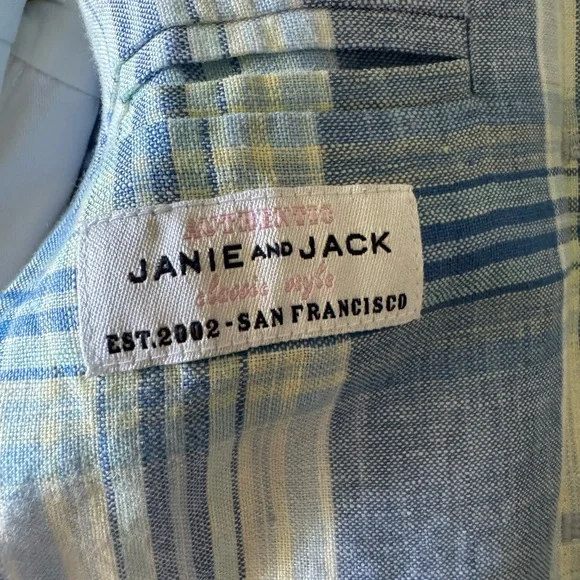 AUTHENTIC
JANIE AND JACK
classic style
EST. 2002 - SAN FRANCISCO